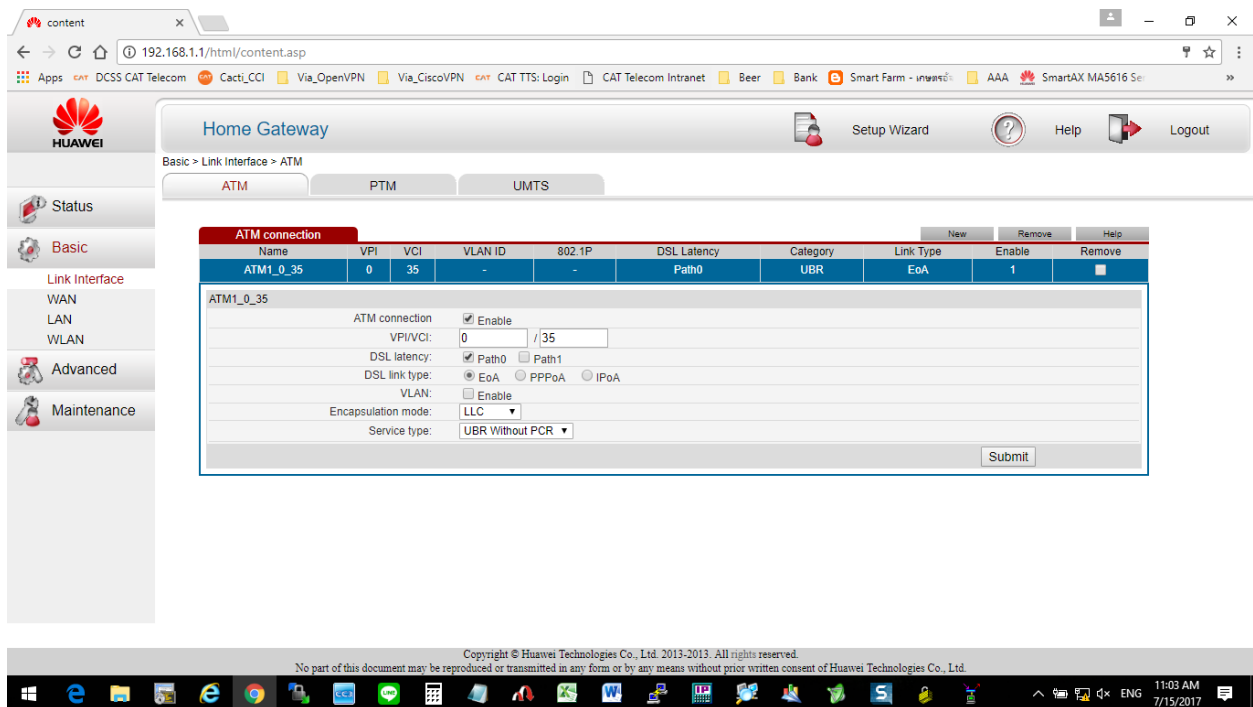 content
192.168.1.1/html/content.asp
Apps CAT DCSS CAT Telecom Cacti_CCI Via_OpenVPN Via_CiscoVPN CAT CAT TTS: Login CAT Telecom Intranet Beer Bank Smart Farm - AAA SmartAX MA5616 Se
HUAWEI
Home Gateway Setup Wizard ? Help Logout
Basic > Link Interface > ATM
ATM PTM UMTS
Status
Basic
Link Interface
WAN
LAN
WLAN
Advanced
Maintenance
ATM connection New Remove Help
Name VPI VCI VLAN ID 802.1P DSL Latency Category Link Type Enable Remove
ATM1_0_35 0 35 - - Path0 UBR EoA 1
ATM1_0_35
ATM connection Enable
VPI/VCI: 0 / 35
DSL latency: Path0 Path1
DSL link type: EoA PPPoA IPoA
VLAN: Enable
Encapsulation mode: LLC
Service type: UBR Without PCR
Submit
Copyright © Huawei Technologies Co., Ltd. 2013-2013. All rights reserved.
No part of this document may be reproduced or transmitted in any form or by any means without prior written consent of Huawei Technologies Co., Ltd.
ENG 11:03 AM
7/15/2017